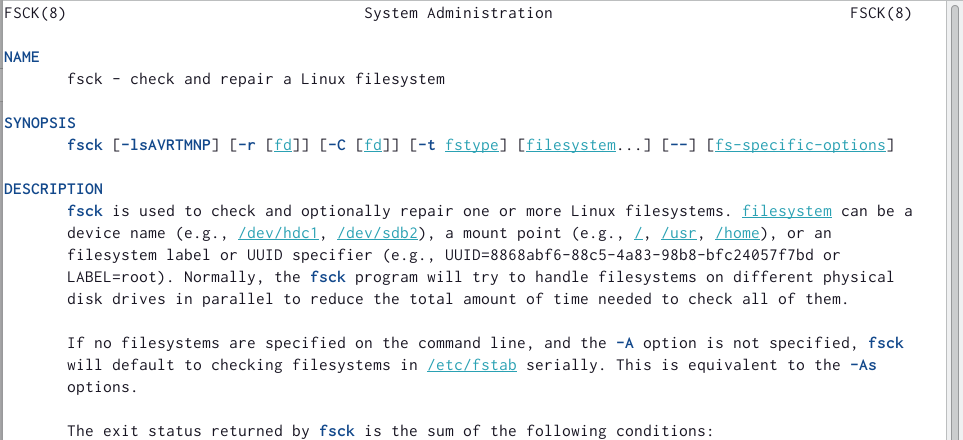 FSCK(8) System Administration FSCK(8)
NAME
fsck - check and repair a Linux filesystem
SYNOPSIS
fsck [-lsAVRTMNP] [-r [fd]] [-C [fd]] [-t fstype] [filesystem...] [--] [fs-specific-options]
DESCRIPTION
fsck is used to check and optionally repair one or more Linux filesystems. filesystem can be a
device name (e.g., /dev/hdc1, /dev/sdb2), a mount point (e.g., /, /usr, /home), or an
filesystem label or UUID specifier (e.g., UUID=8868abf6-88c5-4a83-98b8-bfc24057f7bd or
LABEL=root). Normally, the fsck program will try to handle filesystems on different physical
disk drives in parallel to reduce the total amount of time needed to check all of them.
If no filesystems are specified on the command line, and the -A option is not specified, fsck
will default to checking filesystems in /etc/fstab serially. This is equivalent to the -As
options.
The exit status returned by fsck is the sum of the following conditions: